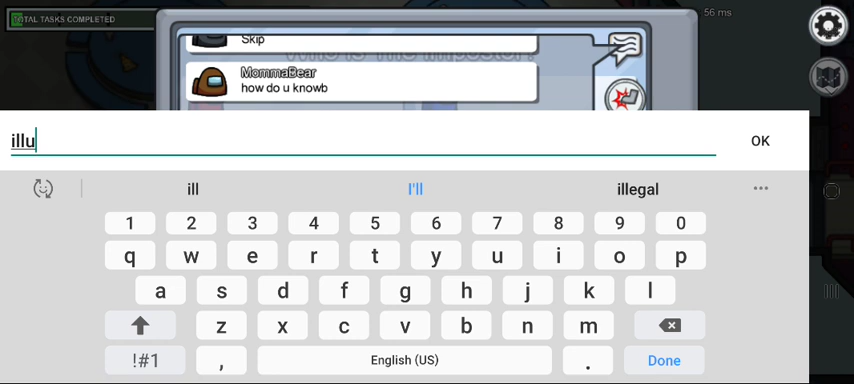 TOTAL TASKS COMPLETED
56 ms
Skip
Who is the impostor?
MommaBear
how do u knowb
illu
OK
ill I'll illegal
1 2 3 4 5 6 7 8 9 0
q w e r t y u i o p
a s d f g h j k l
z x c v b n m
!#1 , English (US) . Done